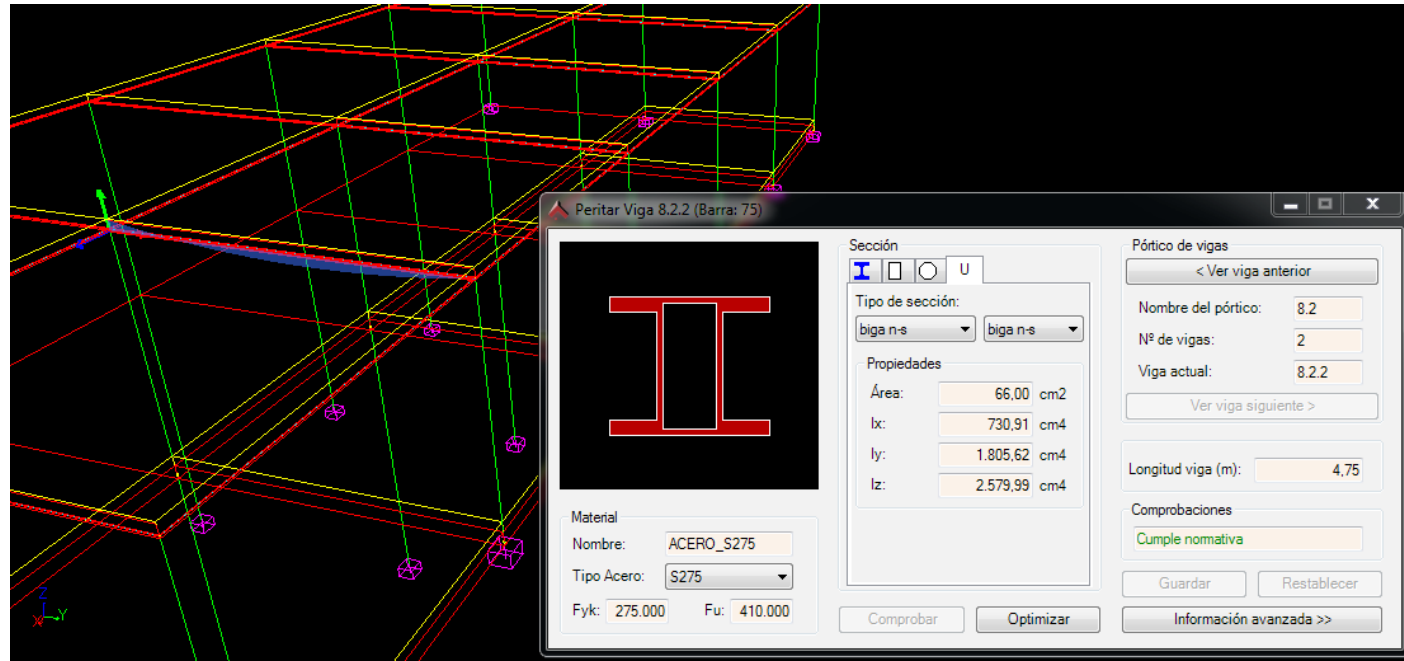 Peritar Viga 8.2.2 (Barra: 75)
Sección
U
Tipo de sección:
biga n-s biga n-s
Propiedades
Área: 66,00 cm2
Ix: 730,91 cm4
Iy: 1.805,62 cm4
Iz: 2.579,99 cm4
Material
Nombre: ACERO_S275
Tipo Acero: S275
Fyk: 275.000 Fu: 410.000
Comprobar Optimizar
Pórtico de vigas
< Ver viga anterior
Nombre del pórtico: 8.2
Nº de vigas: 2
Viga actual: 8.2.2
Ver viga siguiente >
Longitud viga (m): 4,75
Comprobaciones
Cumple normativa
Guardar Restablecer
Información avanzada >>
Z
X Y